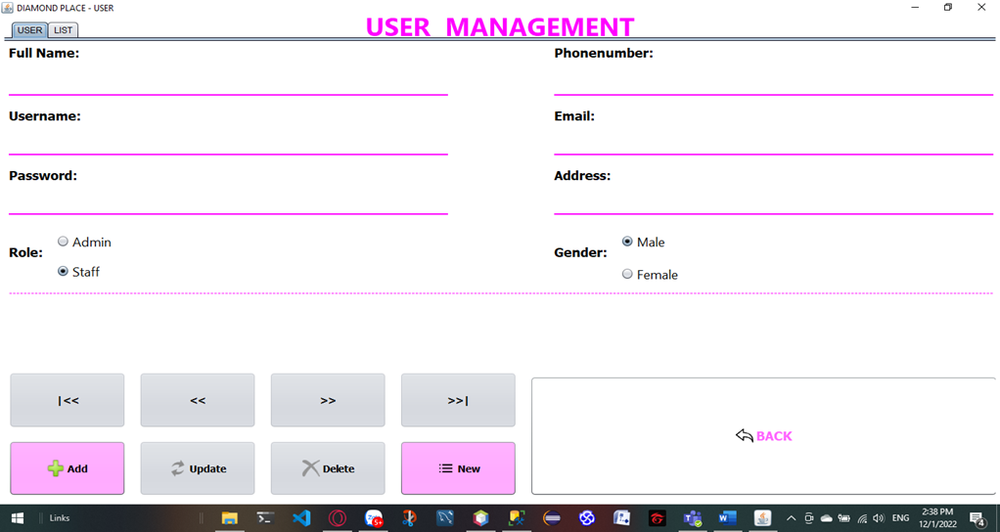 DIAMOND PLACE - USER
USER MANAGEMENT
USER LIST
Full Name: Phonenumber:
Username: Email:
Password: Address:
Role: Admin Staff
Gender: Male Female
|<< << >> >>|
BACK
Add Update Delete New
Links
5+
ENG
2:38 PM
12/1/2022
4